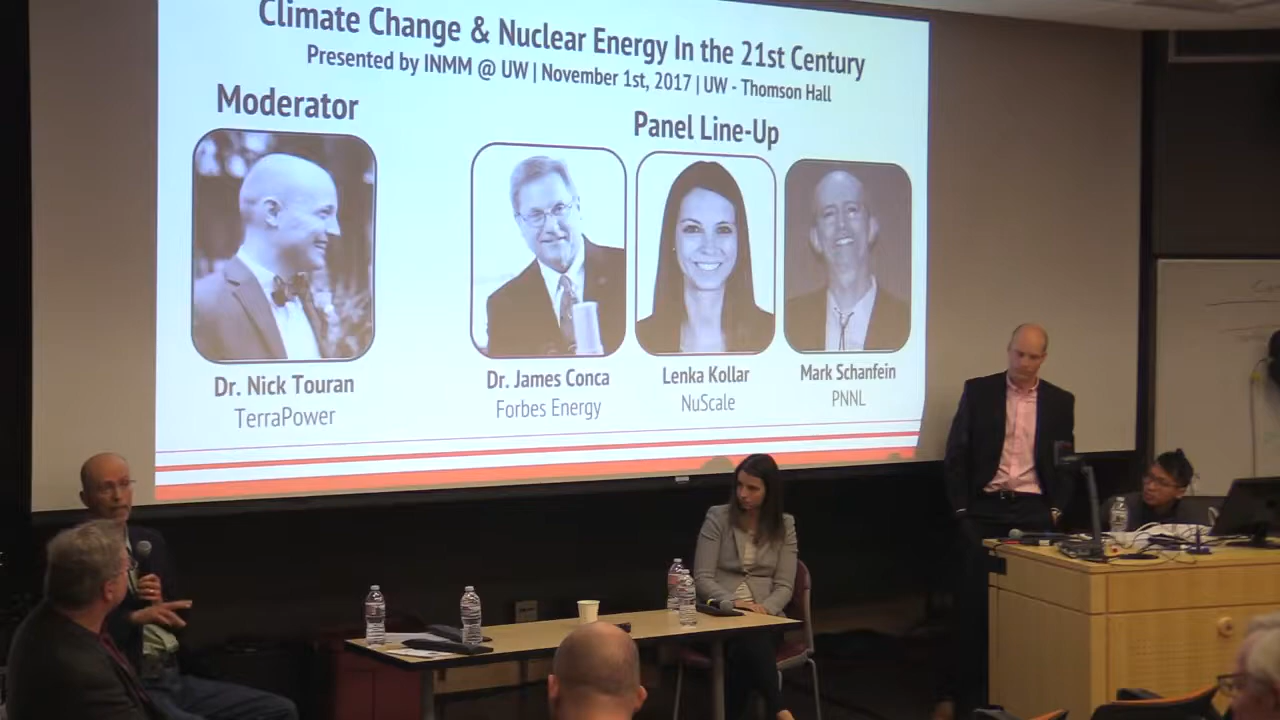 Climate Change & Nuclear Energy In the 21st Century
Presented by INMM @ UW | November 1st, 2017 | UW - Thomson Hall
Moderator
Panel Line-Up
Dr. Nick Touran
TerraPower
Dr. James Conca
Forbes Energy
Lenka Kollar
NuScale
Mark Schanfein
PNNL